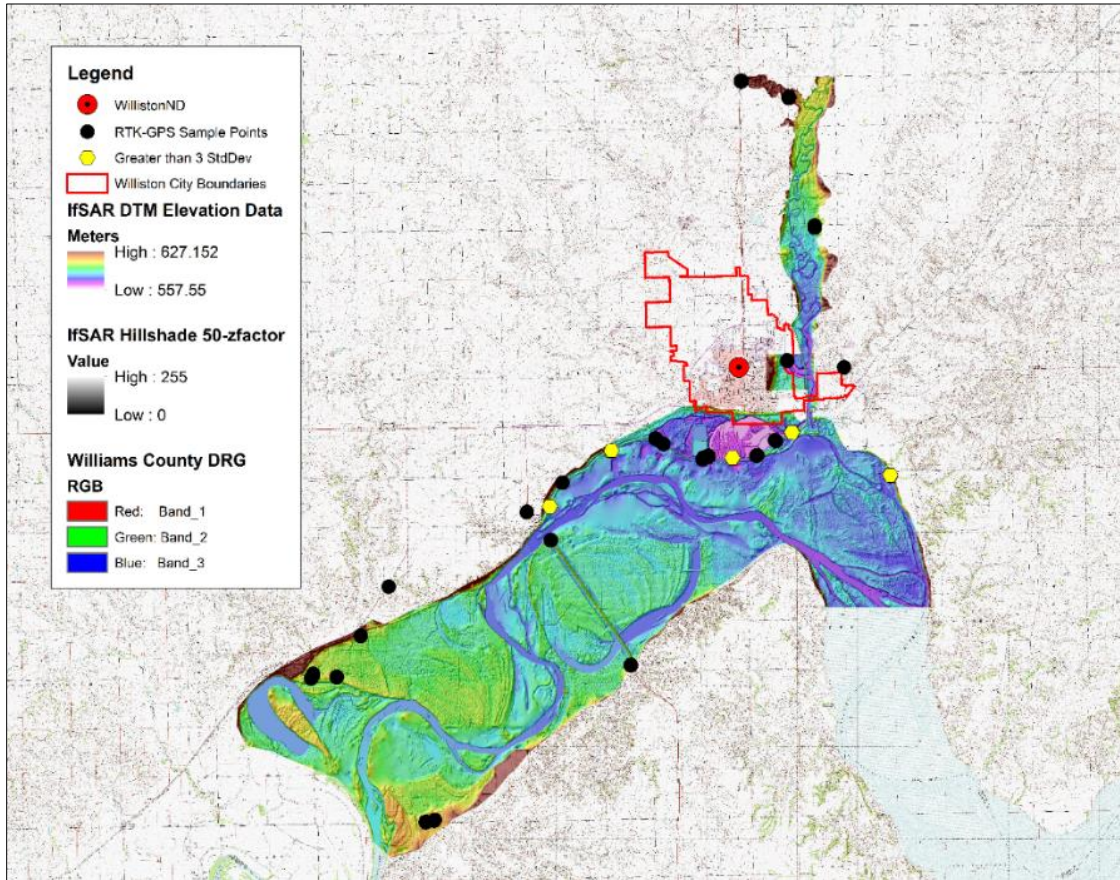 Legend
WillistonND
RTK-GPS Sample Points
Greater than 3 StdDev
Williston City Boundaries
IfSAR DTM Elevation Data
Meters
High : 627.152
Low : 557.55
IfSAR Hillshade 50-zfactor
Value
High : 255
Low : 0
Williams County DRG
RGB
Red: Band_1
Green: Band_2
Blue: Band_3